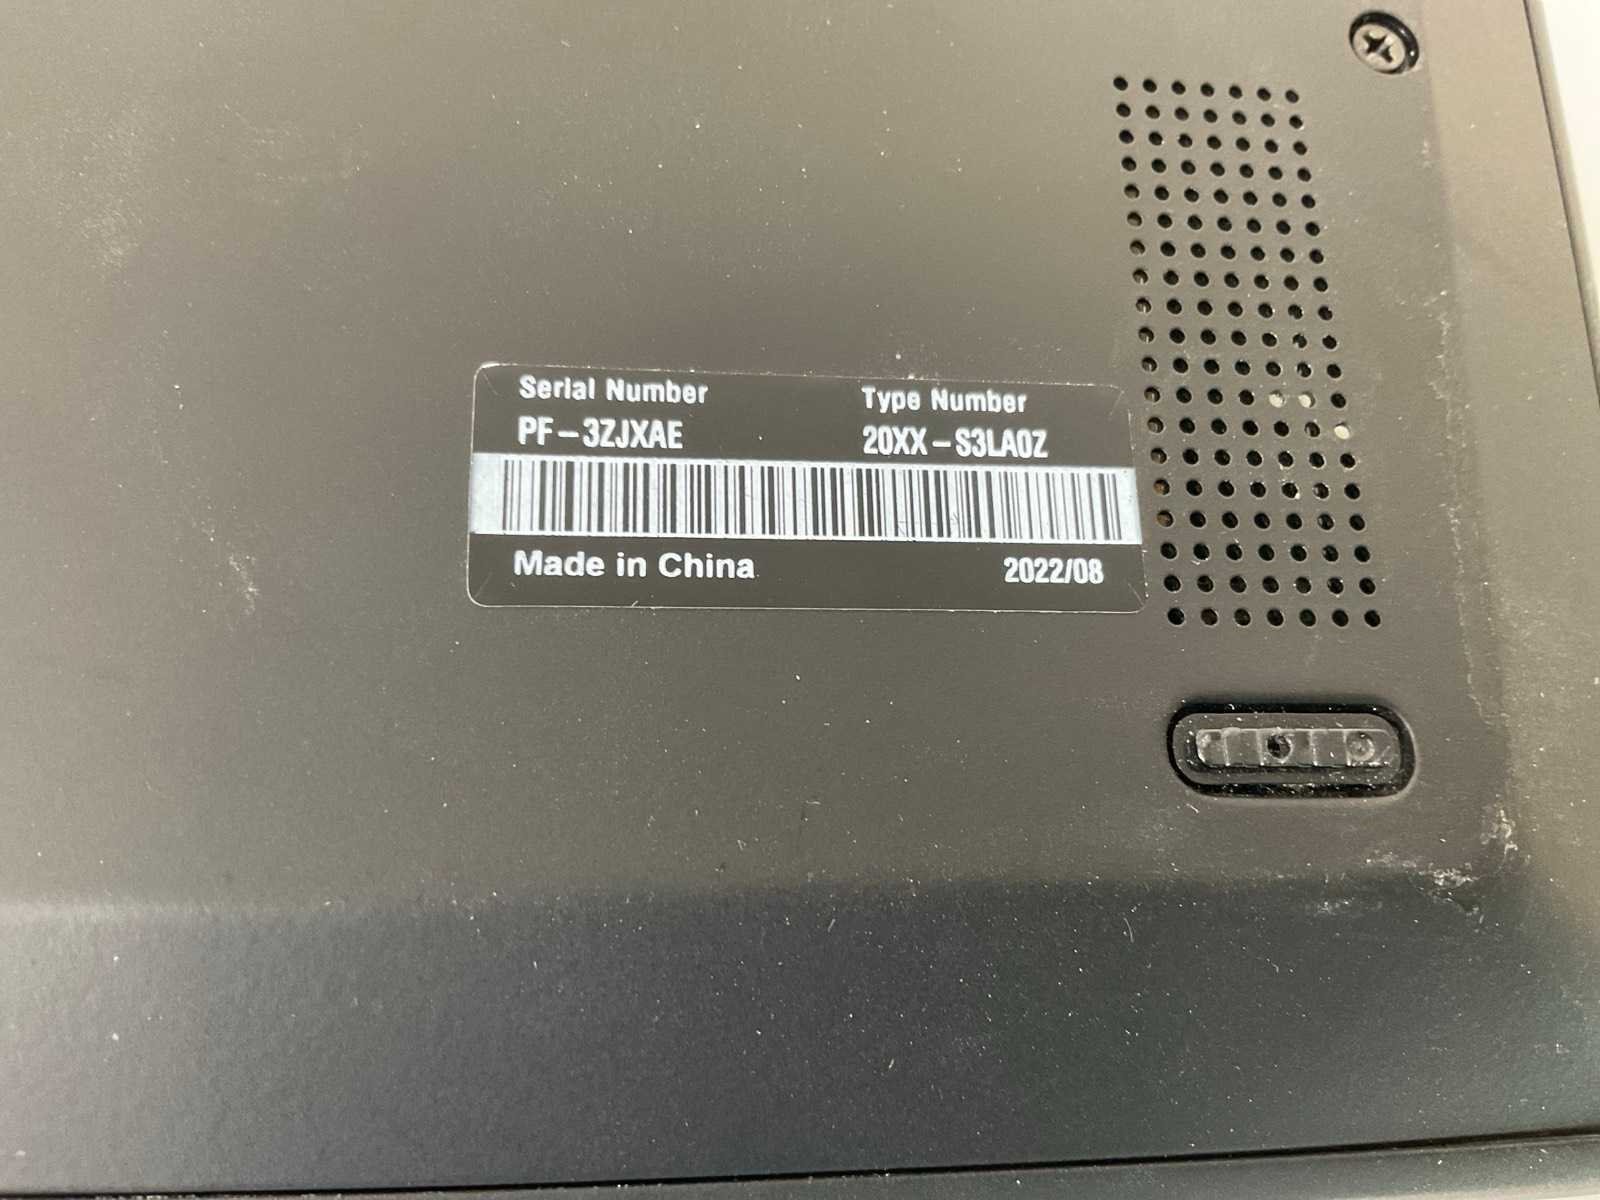 Serial Number Type Number
PF-3ZJXAE 20XX-S3LA0Z
Made in China 2022/08